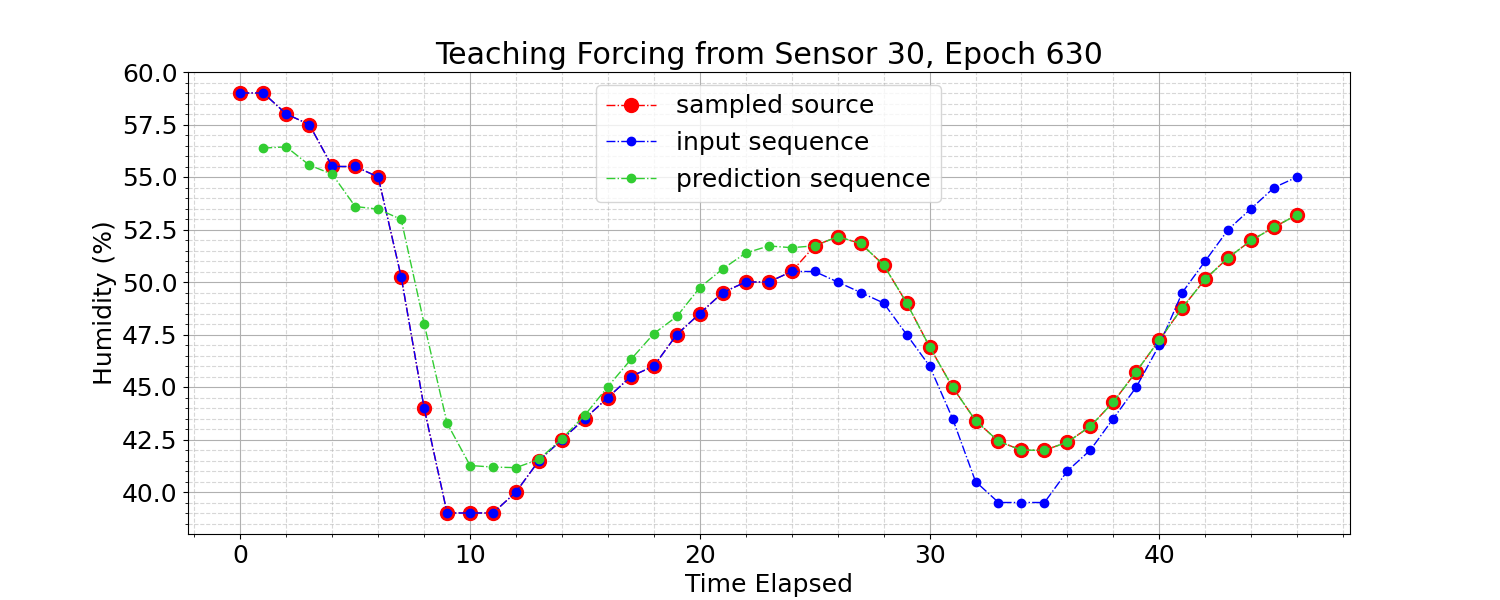 Teaching Forcing from Sensor 30, Epoch 630
60.0
57.5
55.0
52.5
50.0
47.5
45.0
42.5
40.0
Humidity (%)
sampled source
input sequence
prediction sequence
0 10 20 30 40
Time Elapsed